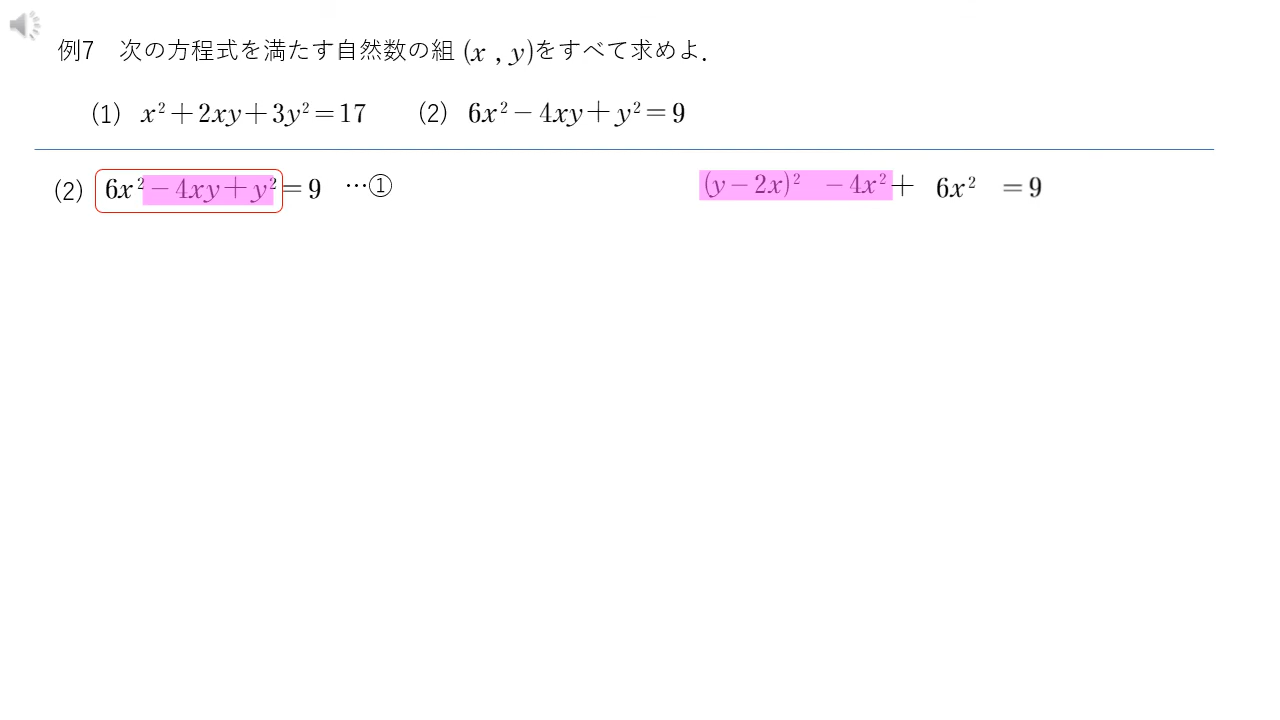 例7　次の方程式を満たす自然数の組 (x , y)をすべて求めよ.
(1) x² + 2xy + 3y² = 17　(2) 6x² − 4xy + y² = 9
(2) 6x² − 4xy + y² = 9 …①　(y − 2x)² − 4x² + 6x² = 9